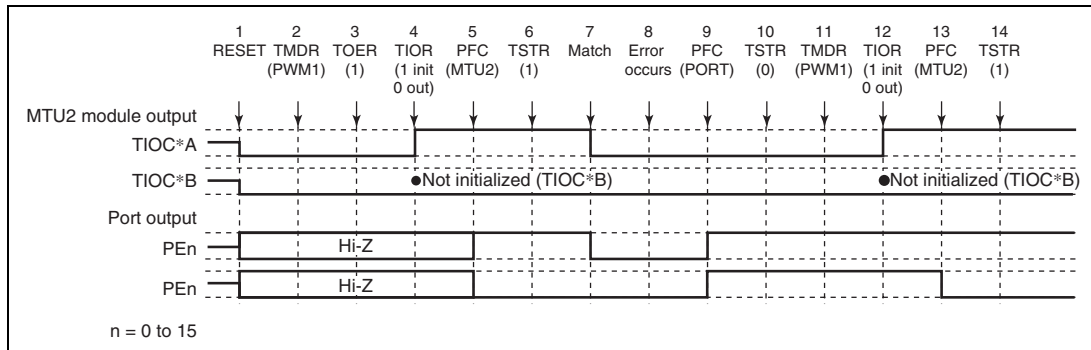 1 2 3 4 5 6 7 8 9 10 11 12 13 14
RESET TMDR TOER TIOR PFC TSTR Match Error PFC TSTR TMDR TIOR PFC TSTR
(PWM1) (1) (1 init (MTU2) (1) occurs (PORT) (0) (PWM1) (1 init (MTU2) (1)
0 out) 0 out)
MTU2 module output
TIOC*A
TIOC*B ●Not initialized (TIOC*B) ●Not initialized (TIOC*B)
Port output
PEn Hi-Z
PEn Hi-Z
n = 0 to 15